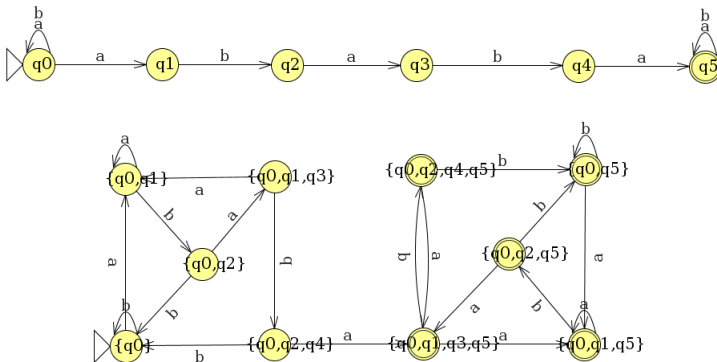 b
a
b
a
q0
a
q1
b
q2
a
q3
b
q4
a
q5
a
b
{q0,q1}
a
{q0,q1,q3}
{q0,q2,q4,q5}
b
{q0,q5}
b
a
b
a
b
{q0,q2}
b
b
a
{q0,q2,q5}
b
a
a
b
a
b
{q0}
b
{q0,q2,q4}
a
{q0,q1,q3,q5}
a
a
{q0,q1,q5}